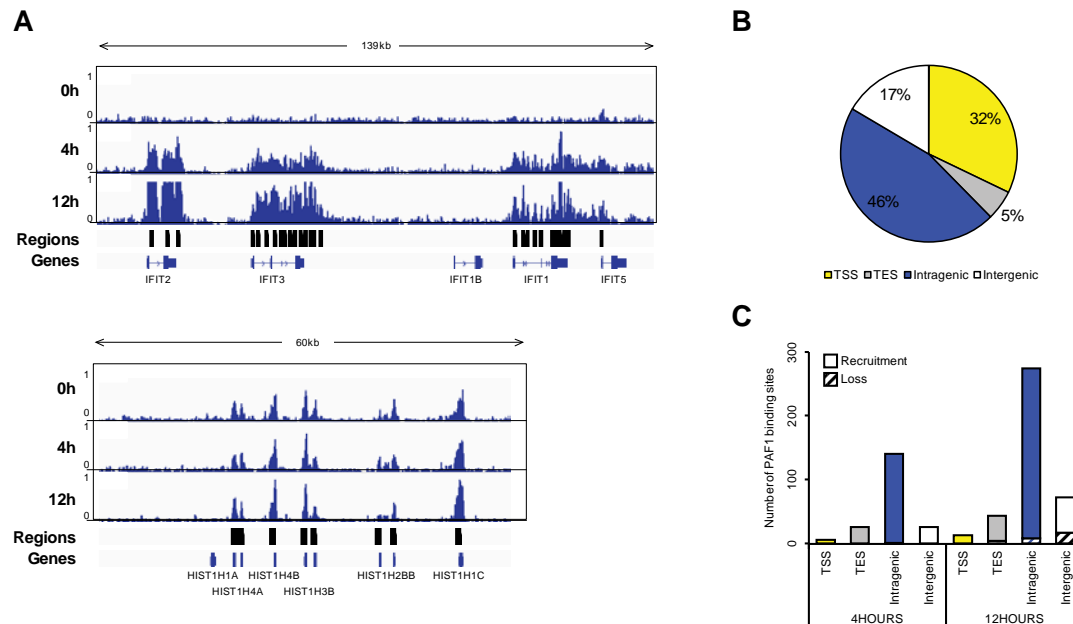 A
139kb
0h
1
0
4h
1
0
12h
1
0
Regions
Genes
IFIT2
IFIT3
IFIT1B
IFIT1
IFIT5
60kb
0h
1
0
4h
1
0
12h
1
0
Regions
Genes
HIST1H1A
HIST1H4B
HIST1H2BB
HIST1H1C
HIST1H4A
HIST1H3B
B
17%
32%
46%
5%
TSS TES Intragenic Intergenic
C
Number of PAF1 binding sites
300
200
100
0
Recruitment
Loss
TSS
TES
Intragenic
Intergenic
TSS
TES
Intragenic
Intergenic
4HOURS
12HOURS